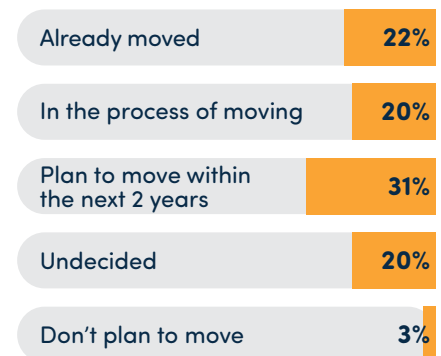 Already moved 22%
In the process of moving 20%
Plan to move within
the next 2 years 31%
Undecided 20%
Don’t plan to move 3%